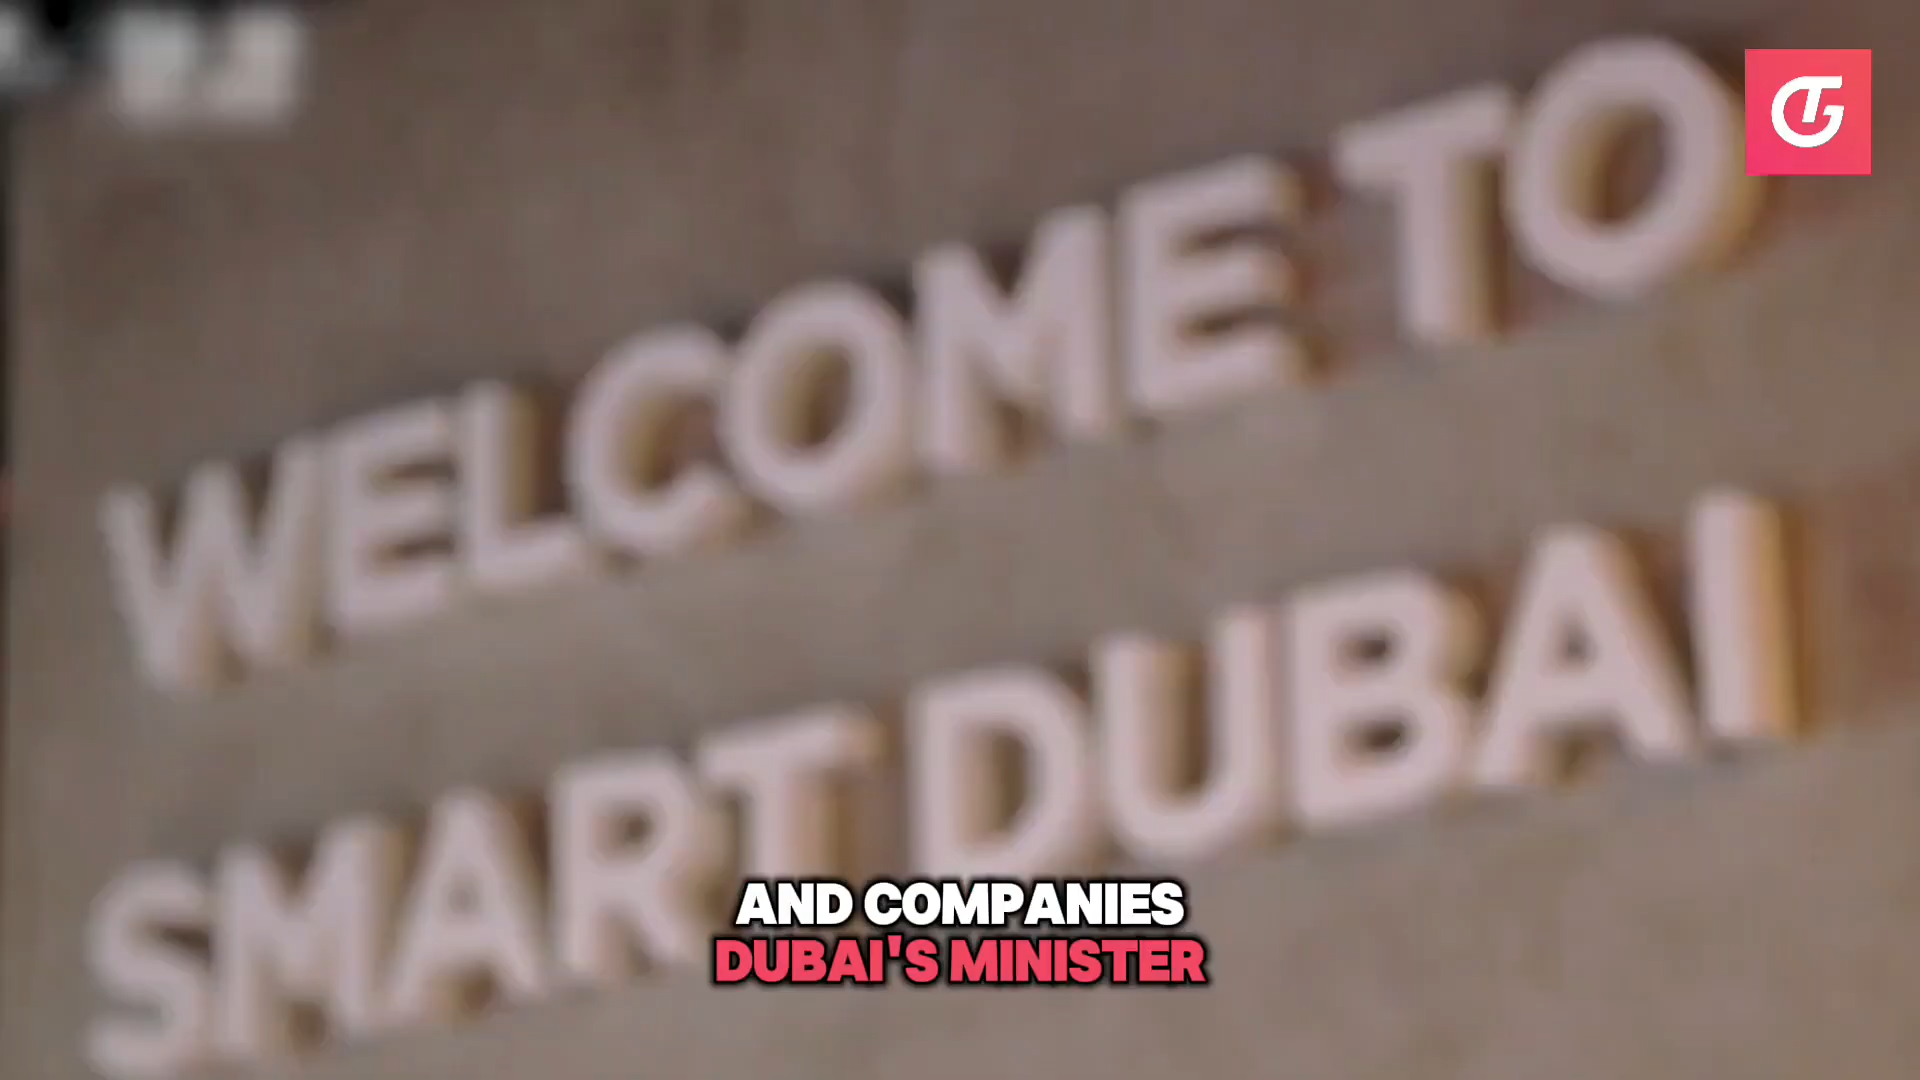 WELCOME TO
SMART DUBAI
AND COMPANIES
DUBAI'S MINISTER